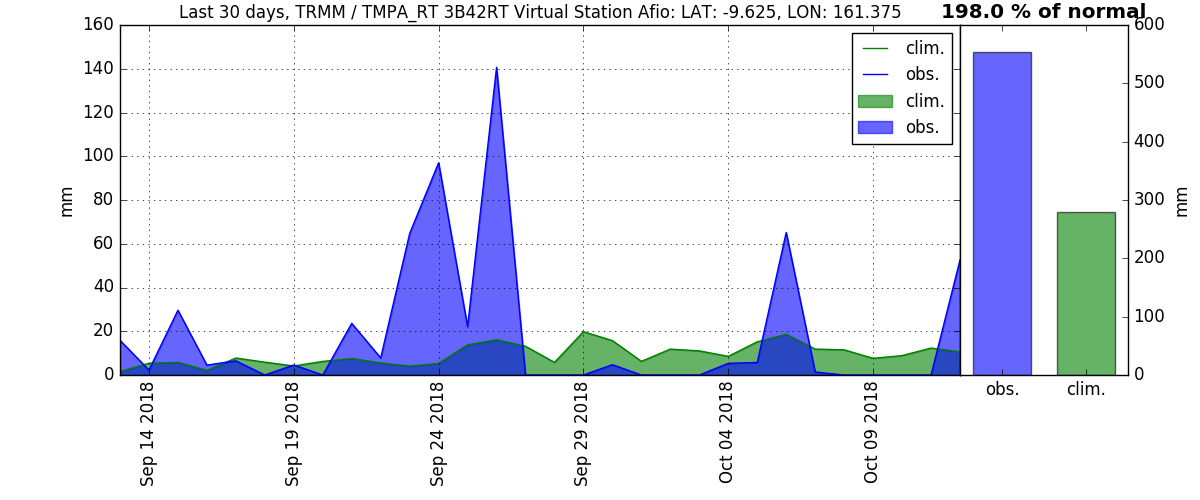 Last 30 days, TRMM / TMPA_RT 3B42RT Virtual Station Afio: LAT: -9.625, LON: 161.375
198.0 % of normal
160
140
120
100
80
60
40
20
0
mm
clim.
obs.
clim.
obs.
600
500
400
300
200
100
0
mm
Sep 14 2018
Sep 19 2018
Sep 24 2018
Sep 29 2018
Oct 04 2018
Oct 09 2018
obs.
clim.